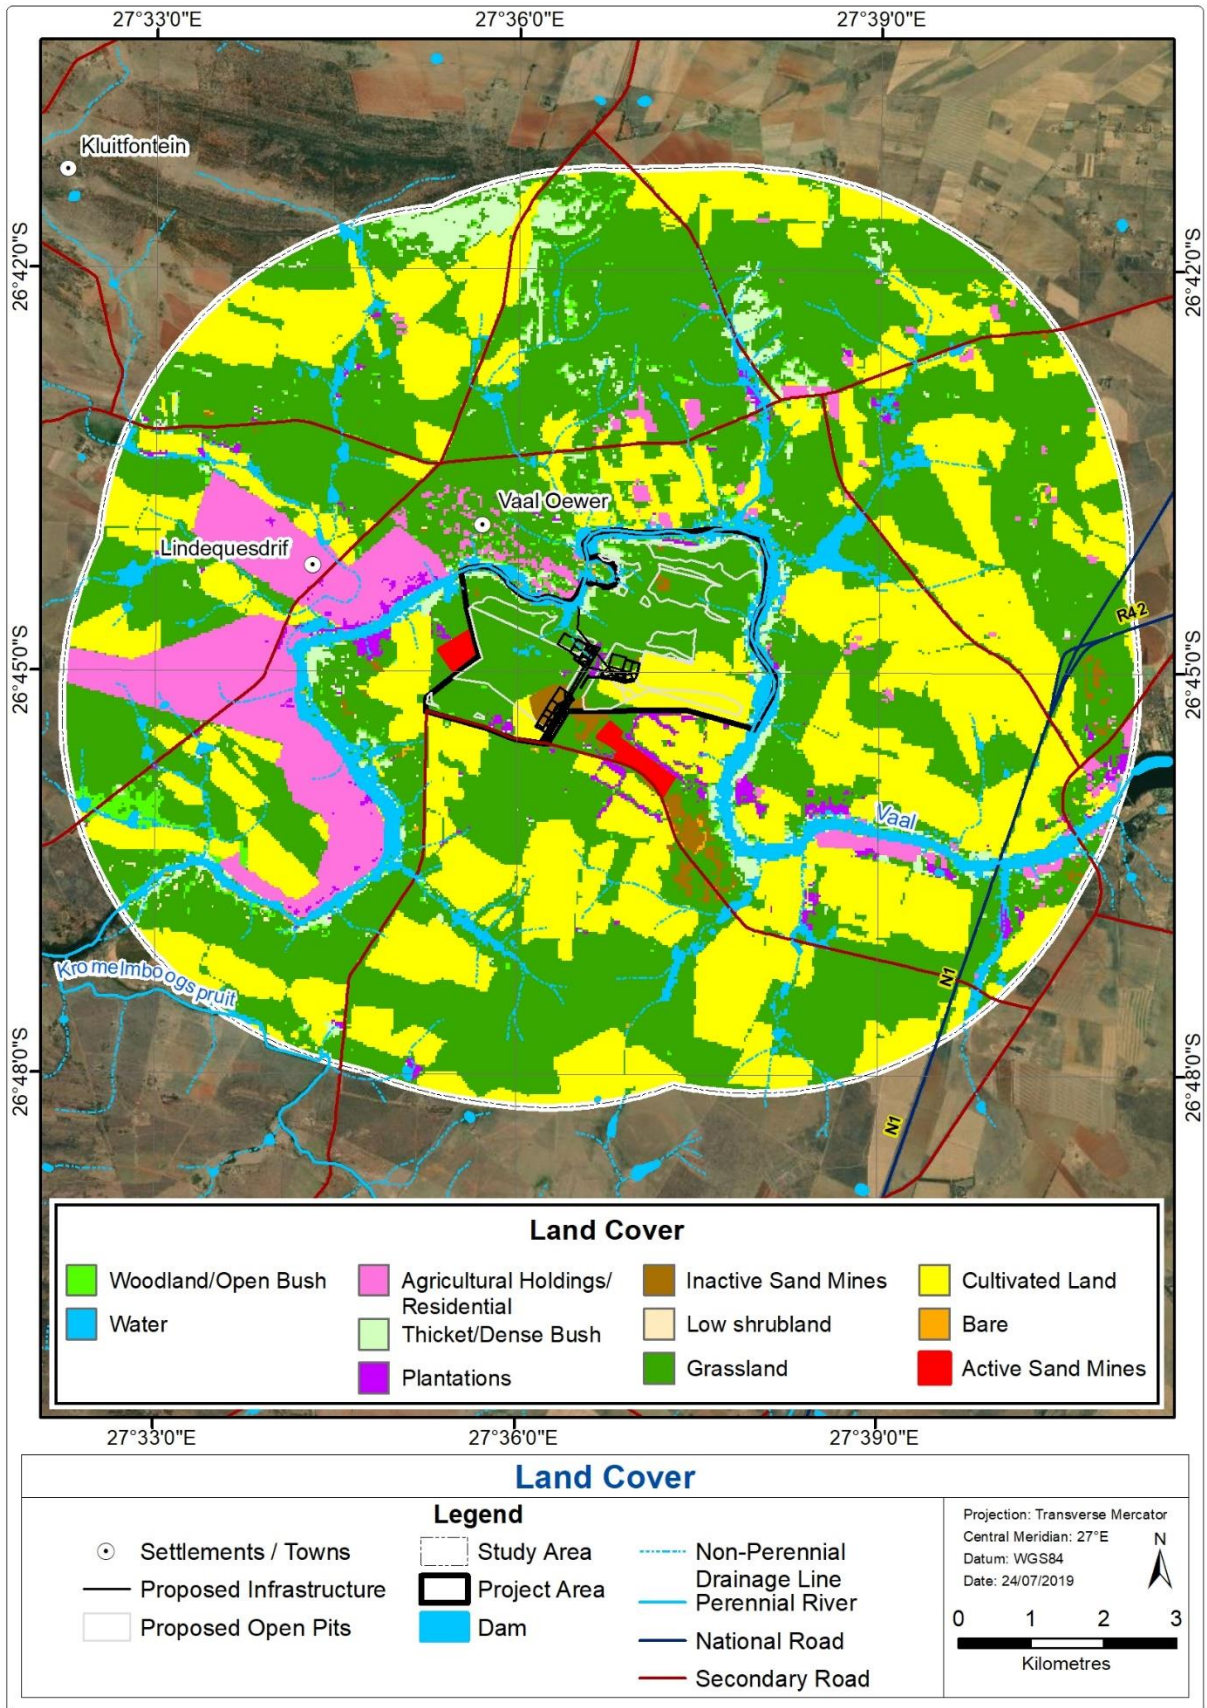 27°33'0"E 27°36'0"E 27°39'0"E
Kluitfontein
26°42'0"S
26°42'0"S
Vaal Oewer
Lindequesdrif
R42
26°45'0"S
26°45'0"S
Vaal
Kromelmboogspruit
N1
26°48'0"S
26°48'0"S
N1
Land Cover
Woodland/Open Bush
Water
Agricultural Holdings/
Residential
Thicket/Dense Bush
Plantations
Inactive Sand Mines
Low shrubland
Grassland
Cultivated Land
Bare
Active Sand Mines
27°33'0"E 27°36'0"E 27°39'0"E
Land Cover
Legend
Settlements / Towns
Proposed Infrastructure
Proposed Open Pits
Study Area
Project Area
Dam
Non-Perennial
Drainage Line
Perennial River
National Road
Secondary Road
Projection: Transverse Mercator
Central Meridian: 27°E
Datum: WGS84
Date: 24/07/2019
N
0 1 2 3
Kilometres